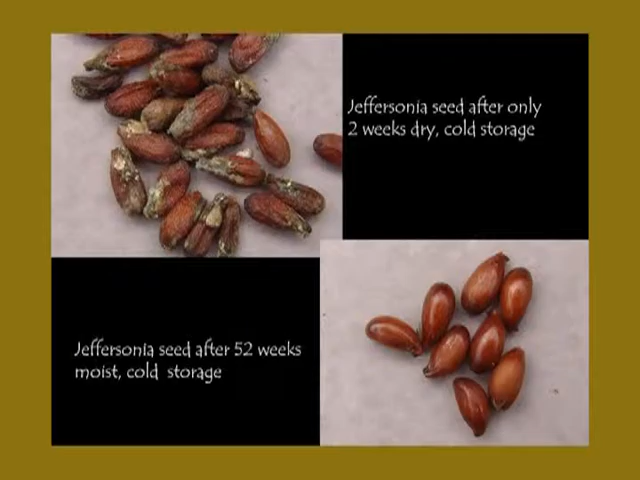 Jeffersonia seed after only
2 weeks dry, cold storage
Jeffersonia seed after 52 weeks
moist, cold storage